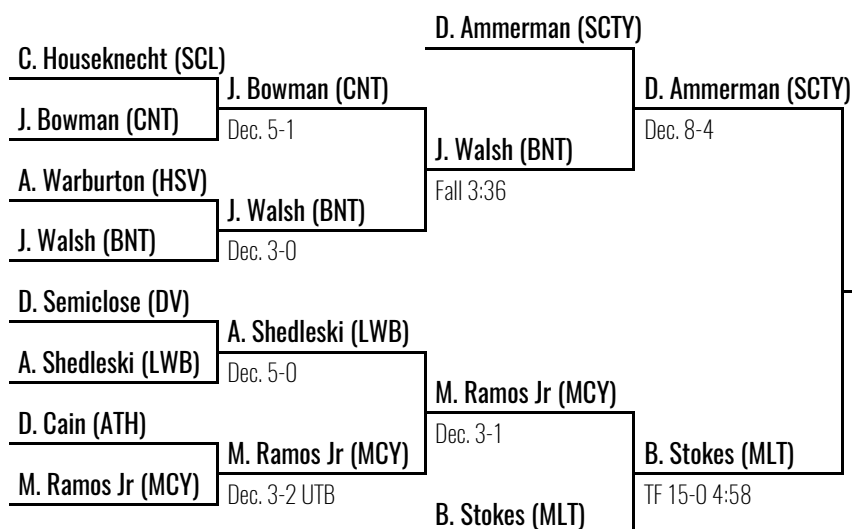 D. Ammerman (SCTY)
C. Houseknecht (SCL)
J. Bowman (CNT)
D. Ammerman (SCTY)
J. Bowman (CNT)
Dec. 5-1
Dec. 8-4
J. Walsh (BNT)
A. Warburton (HSV)
Fall 3:36
J. Walsh (BNT)
J. Walsh (BNT)
Dec. 3-0
D. Semiclose (DV)
A. Shedleski (LWB)
A. Shedleski (LWB)
Dec. 5-0
M. Ramos Jr (MCY)
D. Cain (ATH)
Dec. 3-1
M. Ramos Jr (MCY)
B. Stokes (MLT)
M. Ramos Jr (MCY)
Dec. 3-2 UTB
TF 15-0 4:58
B. Stokes (MLT)